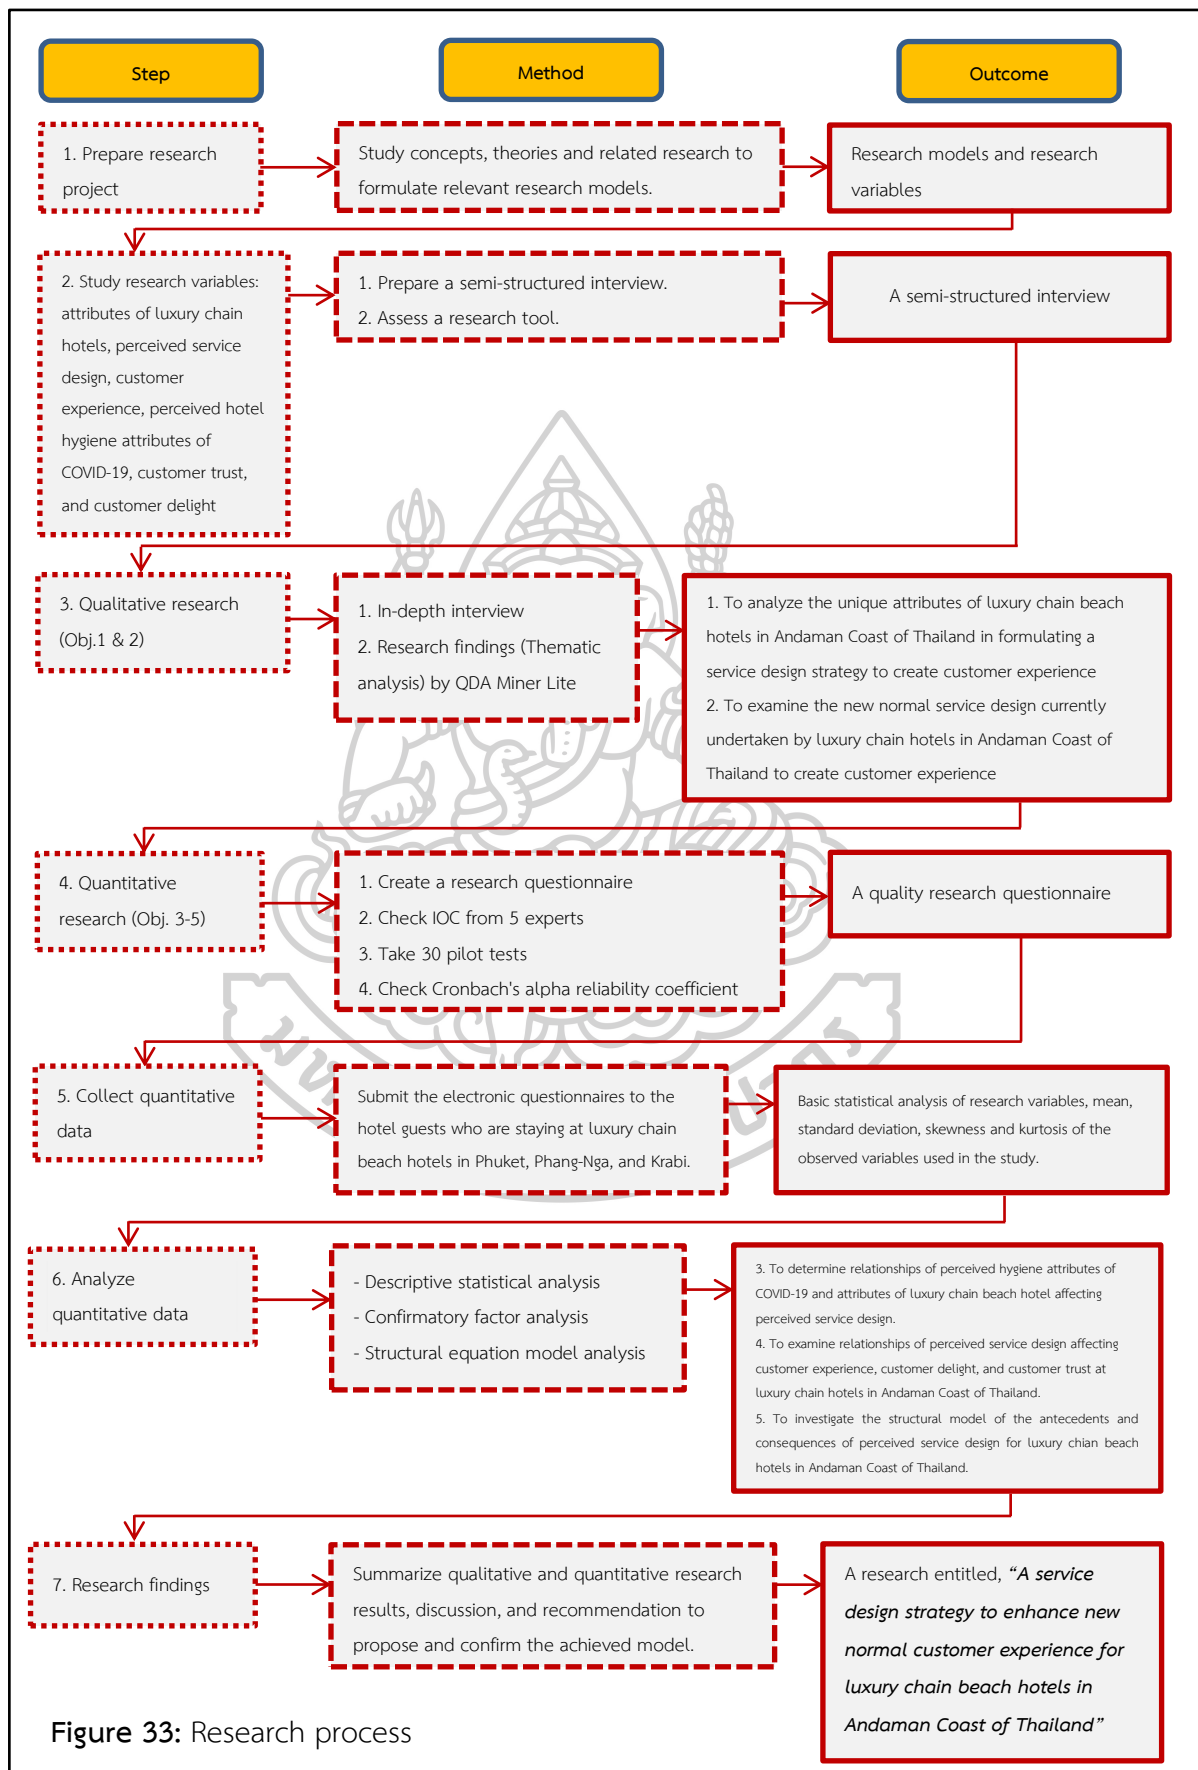 Step
Method
Outcome
1. Prepare research
project
Study concepts, theories and related research to
formulate relevant research models.
Research models and research
variables
2. Study research variables:
attributes of luxury chain
hotels, perceived service
design, customer
experience, perceived hotel
hygiene attributes of
COVID-19, customer trust,
and customer delight
1. Prepare a semi-structured interview.
2. Assess a research tool.
A semi-structured interview
3. Qualitative research
(Obj.1 & 2)
1. In-depth interview
2. Research findings (Thematic
analysis) by QDA Miner Lite
1. To analyze the unique attributes of luxury chain beach
hotels in Andaman Coast of Thailand in formulating a
service design strategy to create customer experience
2. To examine the new normal service design currently
undertaken by luxury chain hotels in Andaman Coast of
Thailand to create customer experience
4. Quantitative
research (Obj. 3-5)
1. Create a research questionnaire
2. Check IOC from 5 experts
3. Take 30 pilot tests
4. Check Cronbach's alpha reliability coefficient
A quality research questionnaire
5. Collect quantitative
data
Submit the electronic questionnaires to the
hotel guests who are staying at luxury chain
beach hotels in Phuket, Phang-Nga, and Krabi.
Basic statistical analysis of research variables, mean,
standard deviation, skewness and kurtosis of the
observed variables used in the study.
6. Analyze
quantitative data
- Descriptive statistical analysis
- Confirmatory factor analysis
- Structural equation model analysis
3. To determine relationships of perceived hygiene attributes of
COVID-19 and attributes of luxury chain beach hotel affecting
perceived service design.
4. To examine relationships of perceived service design affecting
customer experience, customer delight, and customer trust at
luxury chain hotels in Andaman Coast of Thailand.
5. To investigate the structural model of the antecedents and
consequences of perceived service design for luxury chian beach
hotels in Andaman Coast of Thailand.
7. Research findings
Summarize qualitative and quantitative research
results, discussion, and recommendation to
propose and confirm the achieved model.
A research entitled, “A service
design strategy to enhance new
normal customer experience for
luxury chain beach hotels in
Andaman Coast of Thailand”
Figure 33: Research process